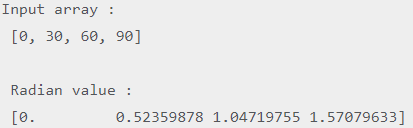 Input array :
[0, 30, 60, 90]
Radian value :
[0.         0.52359878 1.04719755 1.57079633]